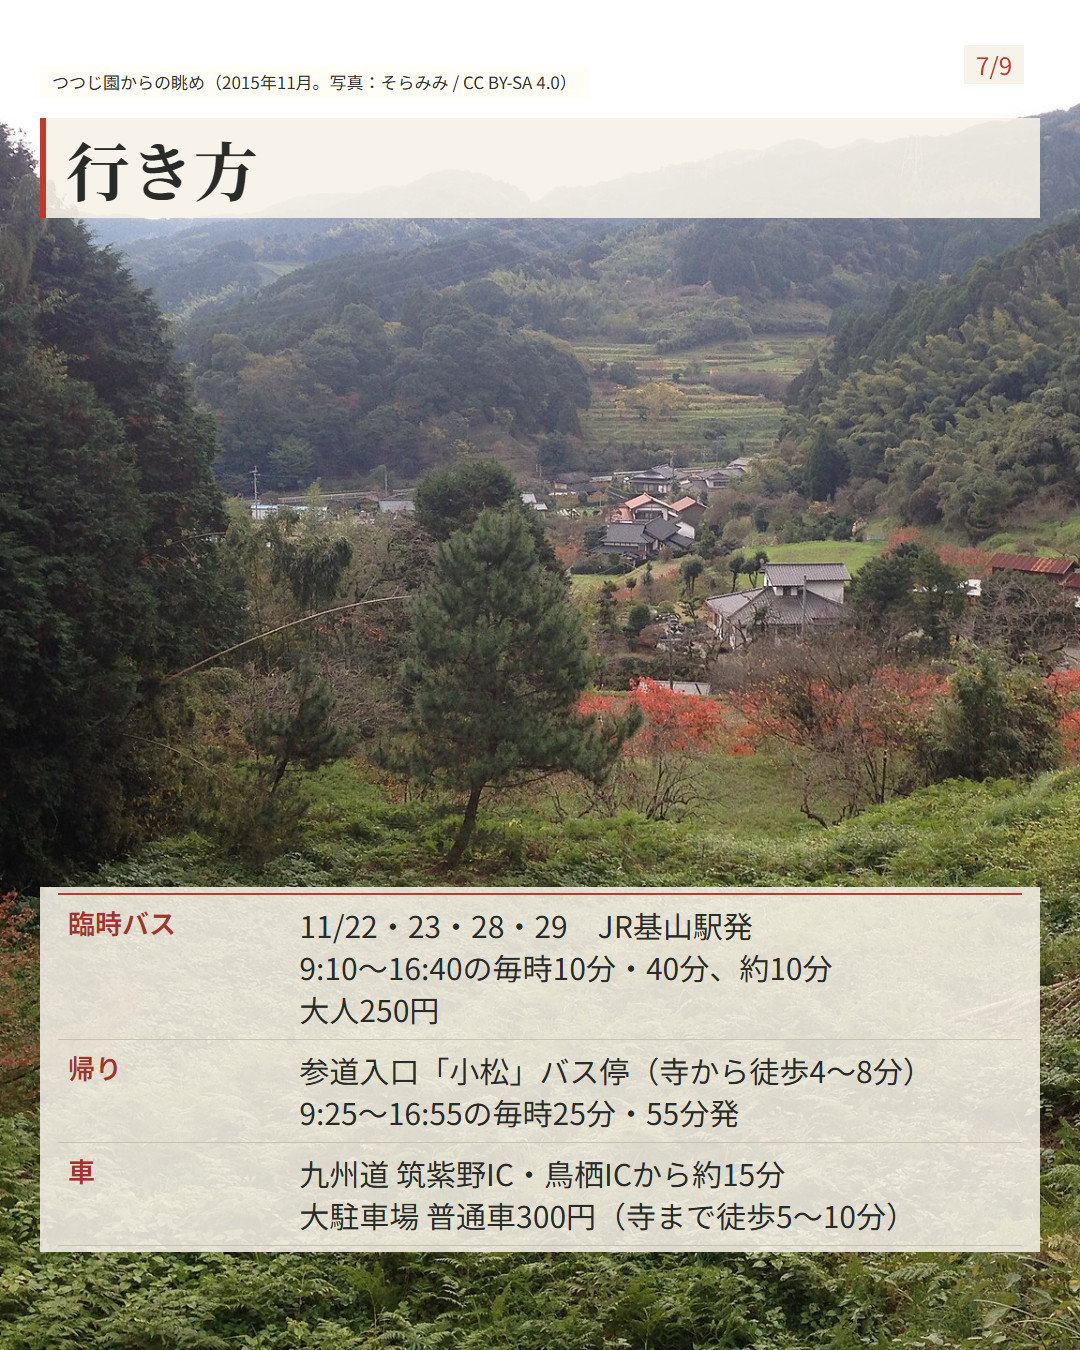 7/9
つつじ園からの眺め（2015年11月。写真：そらみみ / CC BY-SA 4.0）
行き方
臨時バス
11/22・23・28・29　JR基山駅発
9:10～16:40の毎時10分・40分、約10分
大人250円
帰り
参道入口「小松」バス停（寺から徒歩4～8分）
9:25～16:55の毎時25分・55分発
車
九州道 筑紫野IC・鳥栖ICから約15分
大駐車場 普通車300円（寺まで徒歩5～10分）